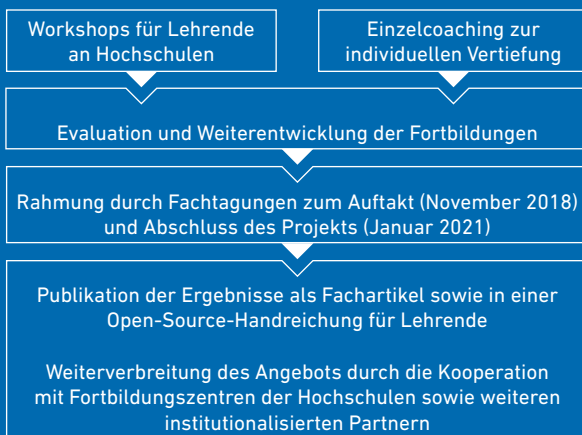 Workshops für Lehrende
an Hochschulen
Einzelcoaching zur
individuellen Vertiefung
Evaluation und Weiterentwicklung der Fortbildungen
Rahmung durch Fachtagungen zum Auftakt (November 2018)
und Abschluss des Projekts (Januar 2021)
Publikation der Ergebnisse als Fachartikel sowie in einer
Open-Source-Handreichung für Lehrende
Weiterverbreitung des Angebots durch die Kooperation
mit Fortbildungszentren der Hochschulen sowie weiteren
institutionalisierten Partnern